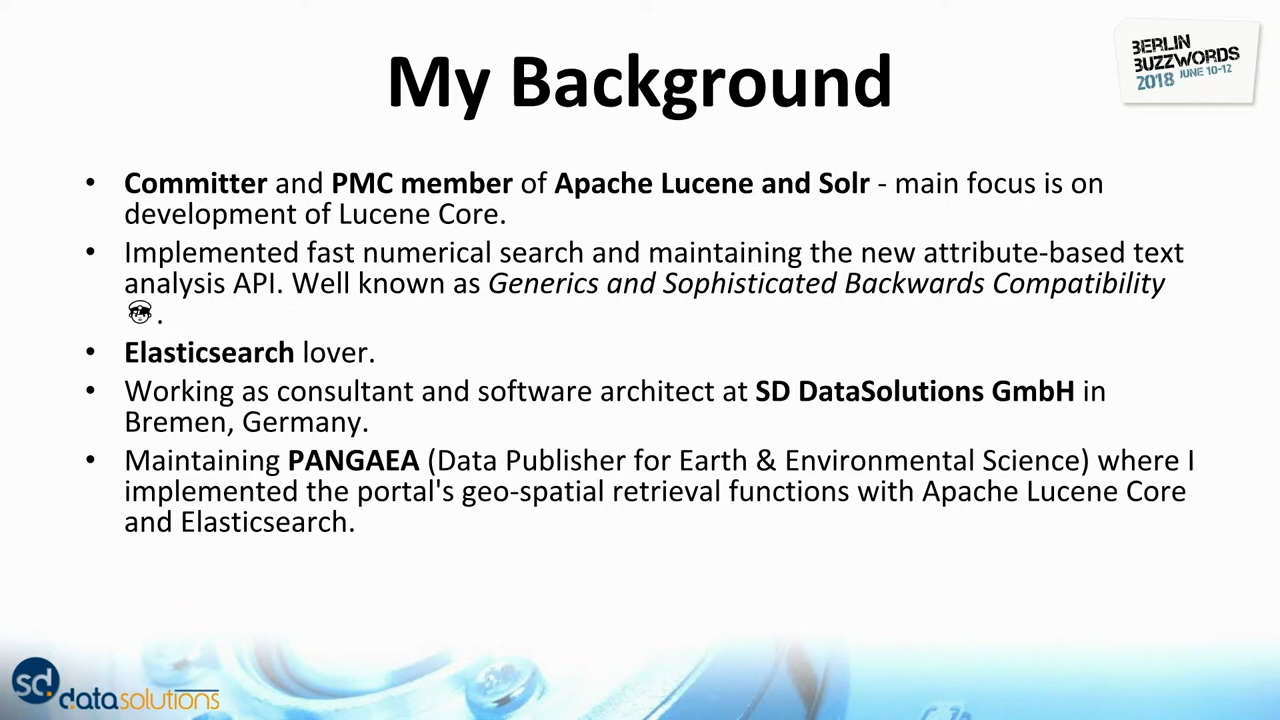 My Background
BERLIN
BUZZWORDS
2018 JUNE 10-12
• Committer and PMC member of Apache Lucene and Solr - main focus is on
development of Lucene Core.
• Implemented fast numerical search and maintaining the new attribute-based text
analysis API. Well known as Generics and Sophisticated Backwards Compatibility
👮.
• Elasticsearch lover.
• Working as consultant and software architect at SD DataSolutions GmbH in
Bremen, Germany.
• Maintaining PANGAEA (Data Publisher for Earth & Environmental Science) where I
implemented the portal's geo-spatial retrieval functions with Apache Lucene Core
and Elasticsearch.
sd
datasolutions